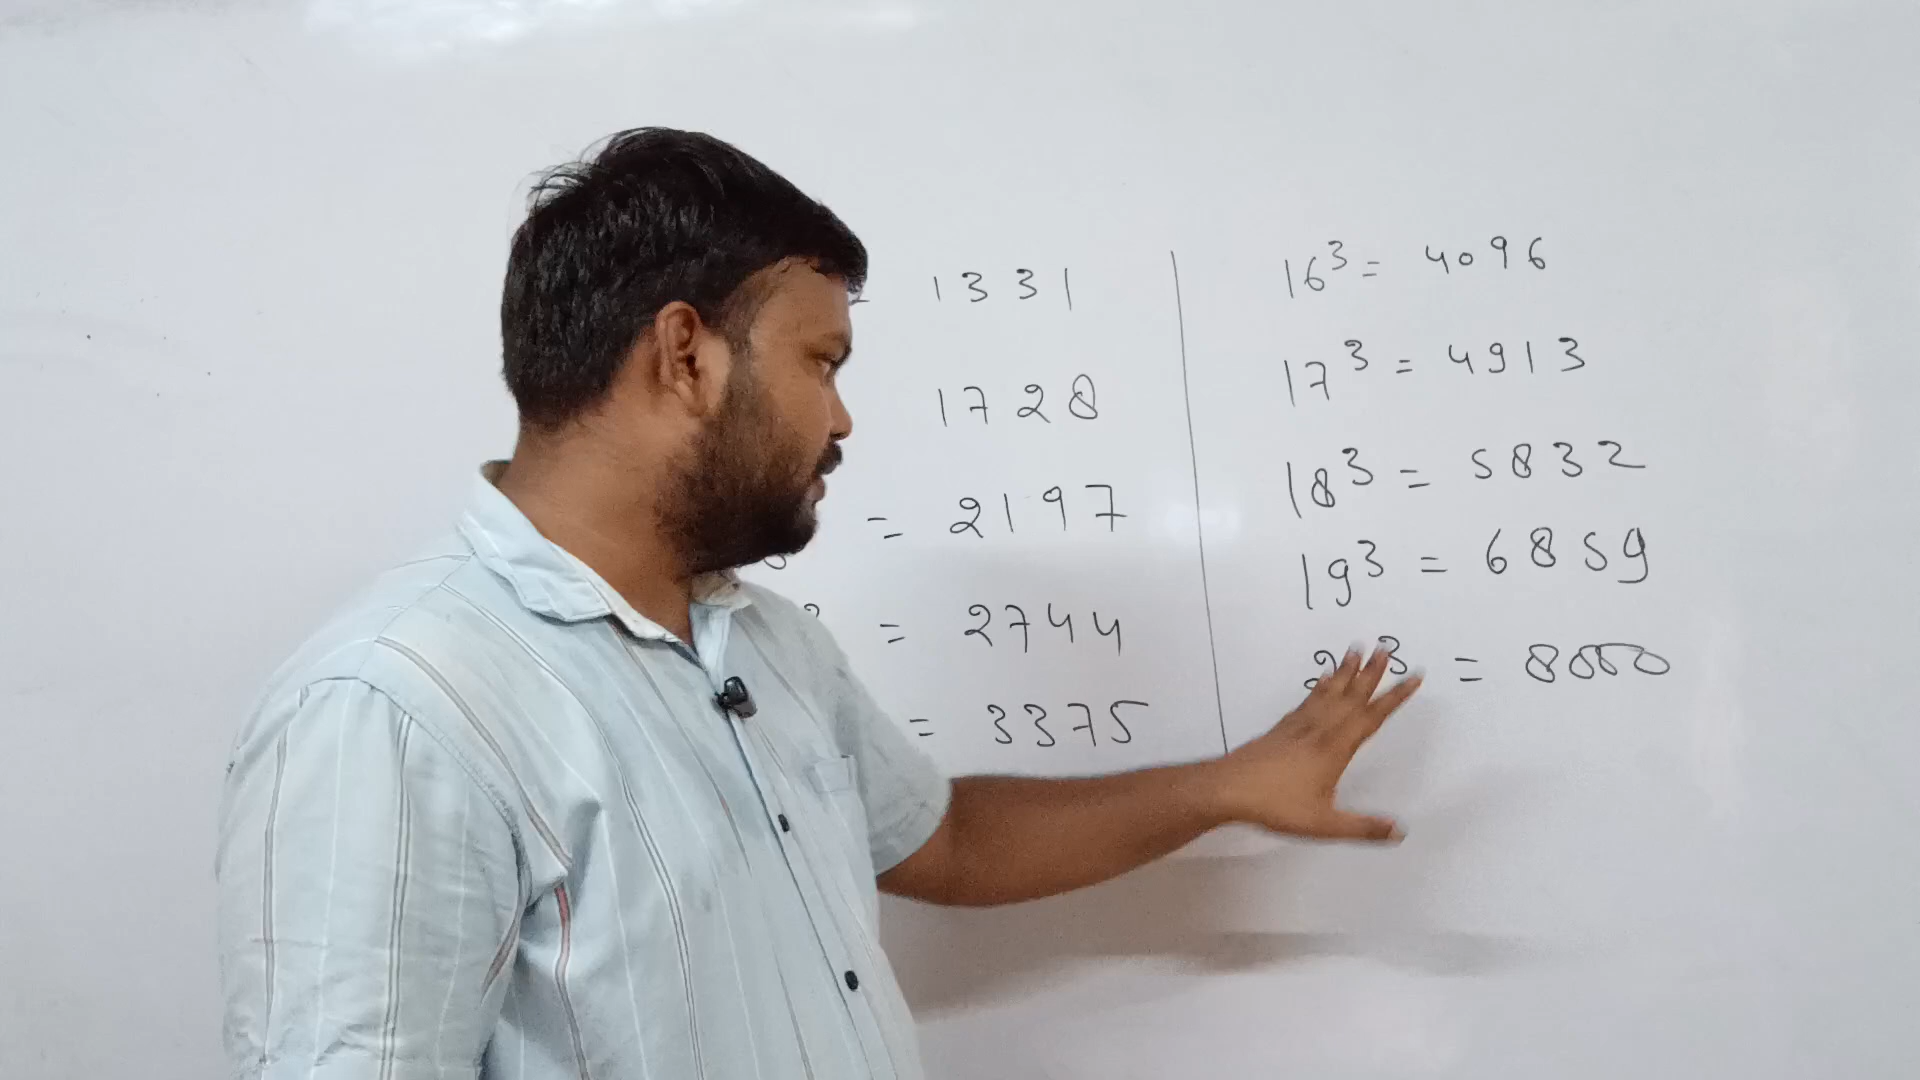 1331
1728
= 2197
= 2744
= 3375
16³ = 4096
17³ = 4913
18³ = 5832
19³ = 6859
= 8000